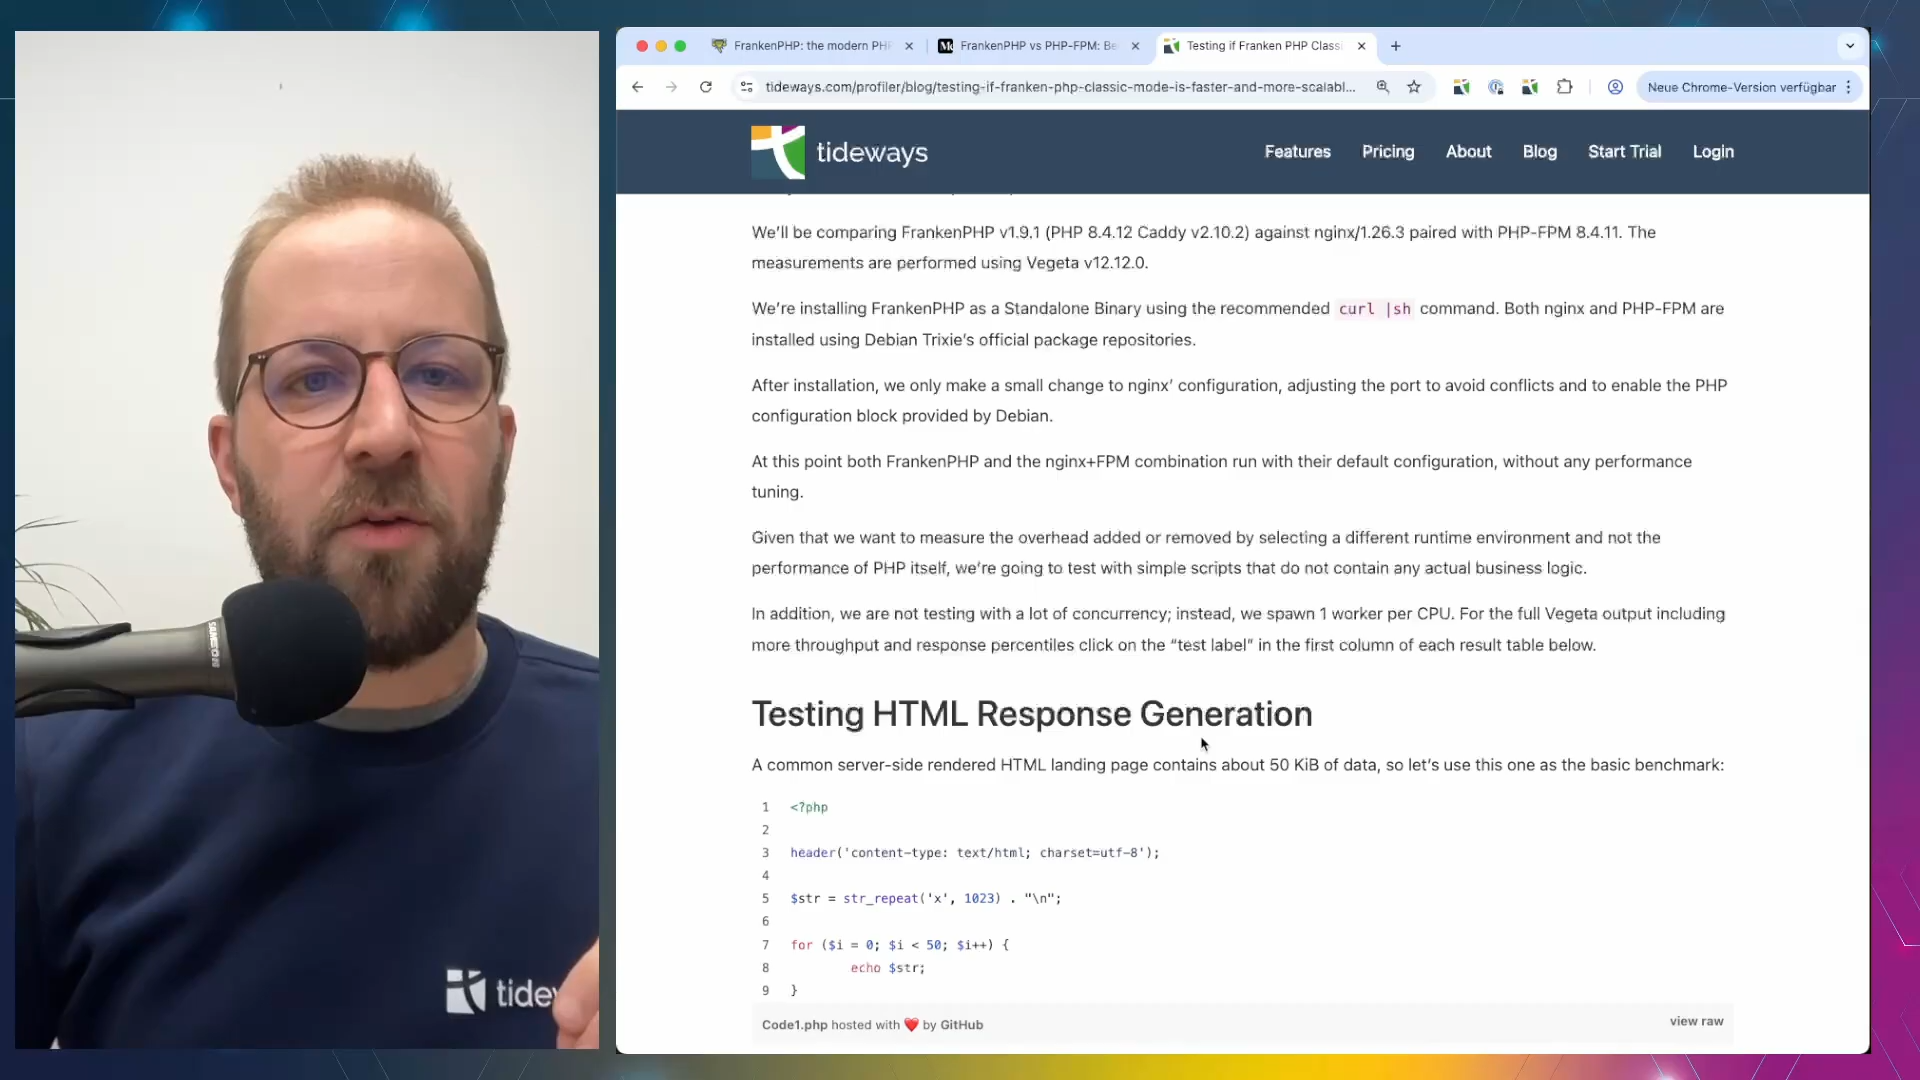 FrankenPHP: the modern PH
FrankenPHP vs PHP-FPM: Be
Testing if Franken PHP Class
tideways.com/profiler/blog/testing-if-franken-php-classic-mode-is-faster-and-more-scalabl...
Neue Chrome-Version verfügbar
tideways
Features
Pricing
About
Blog
Start Trial
Login
We'll be comparing FrankenPHP v1.9.1 (PHP 8.4.12 Caddy v2.10.2) against nginx/1.26.3 paired with PHP-FPM 8.4.11. The
measurements are performed using Vegeta v12.12.0.
We're installing FrankenPHP as a Standalone Binary using the recommended curl |sh command. Both nginx and PHP-FPM are
installed using Debian Trixie's official package repositories.
After installation, we only make a small change to nginx' configuration, adjusting the port to avoid conflicts and to enable the PHP
configuration block provided by Debian.
At this point both FrankenPHP and the nginx+FPM combination run with their default configuration, without any performance
tuning.
Given that we want to measure the overhead added or removed by selecting a different runtime environment and not the
performance of PHP itself, we're going to test with simple scripts that do not contain any actual business logic.
In addition, we are not testing with a lot of concurrency; instead, we spawn 1 worker per CPU. For the full Vegeta output including
more throughput and response percentiles click on the "test label" in the first column of each result table below.
Testing HTML Response Generation
A common server-side rendered HTML landing page contains about 50 KiB of data, so let's use this one as the basic benchmark:
1 <?php
2
3 header('content-type: text/html; charset=utf-8');
4
5 $str = str_repeat('x', 1023) . "\n";
6
7 for ($i = 0; $i < 50; $i++) {
8 echo $str;
9 }
Code1.php hosted with ❤ by GitHub
view raw
SAMSON
tidew